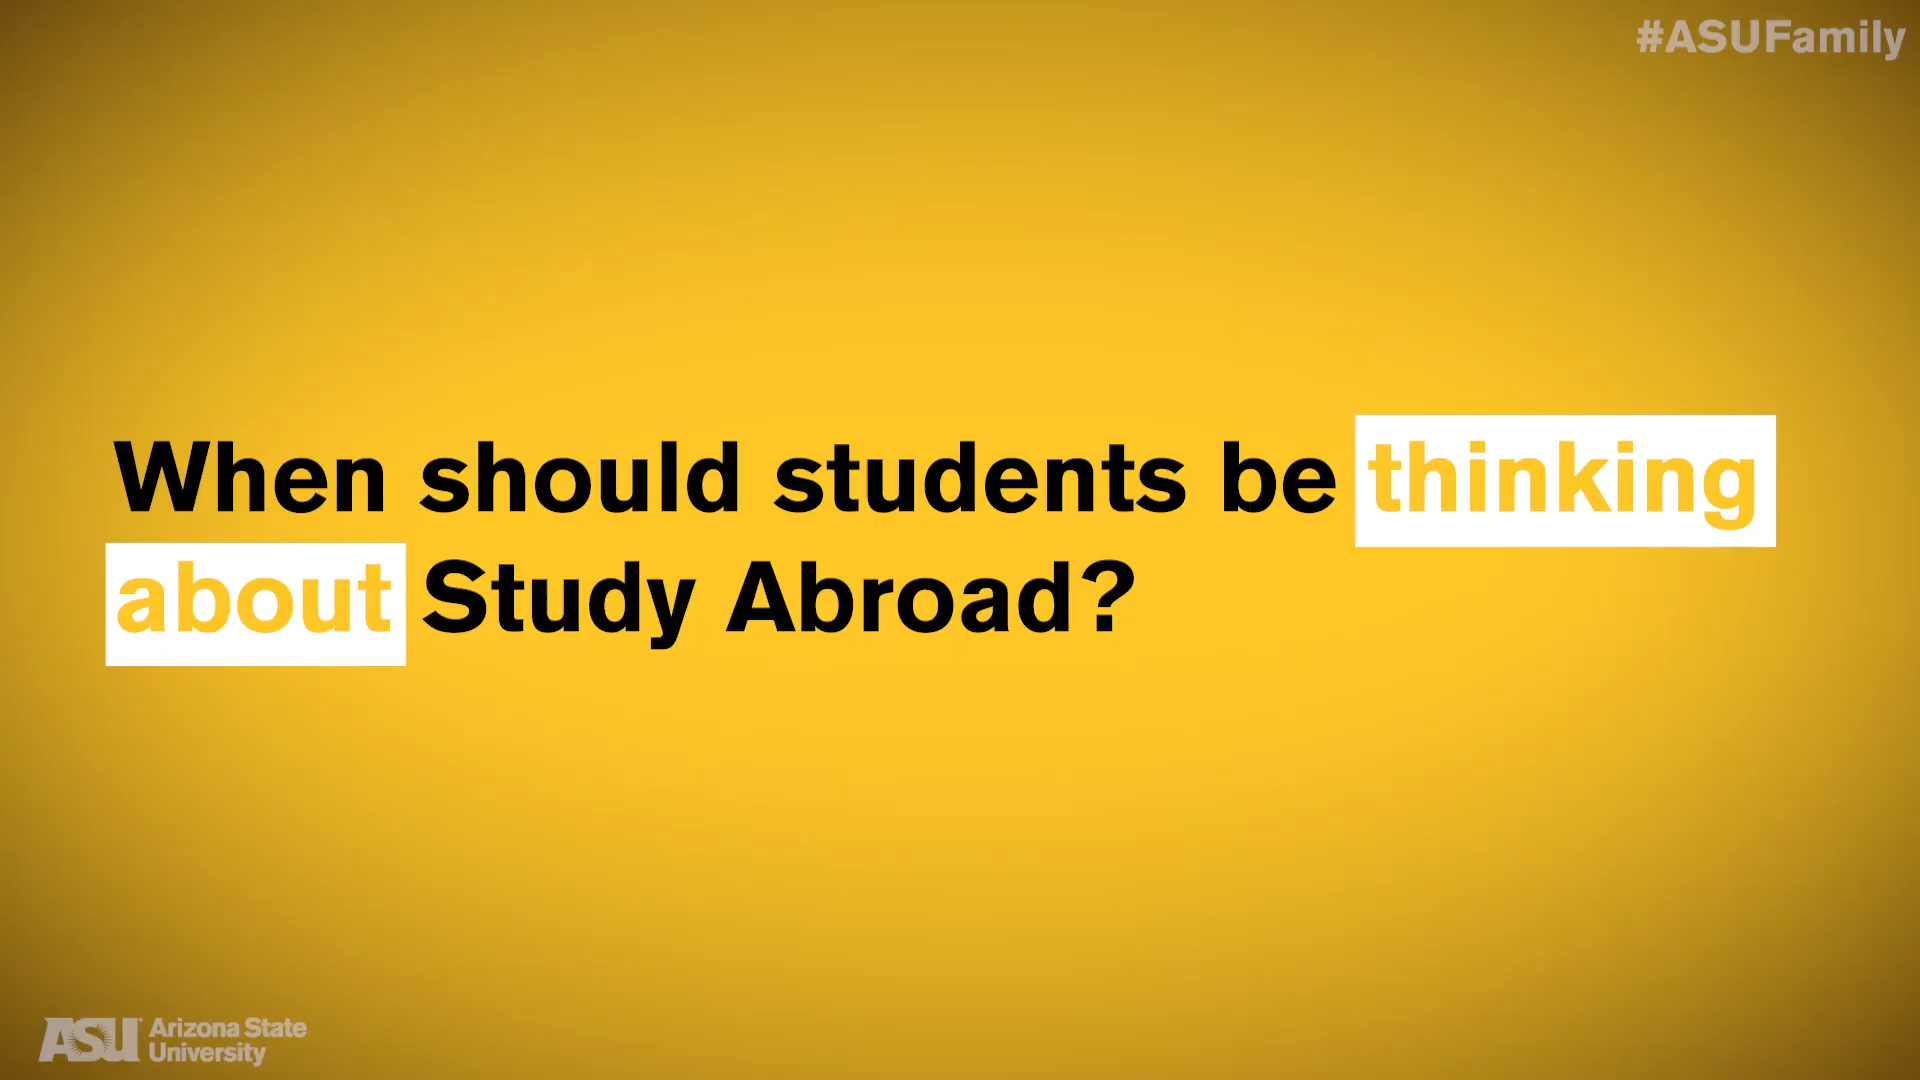 #ASUFamily
When should students be thinking
about Study Abroad?
ASU Arizona State
University